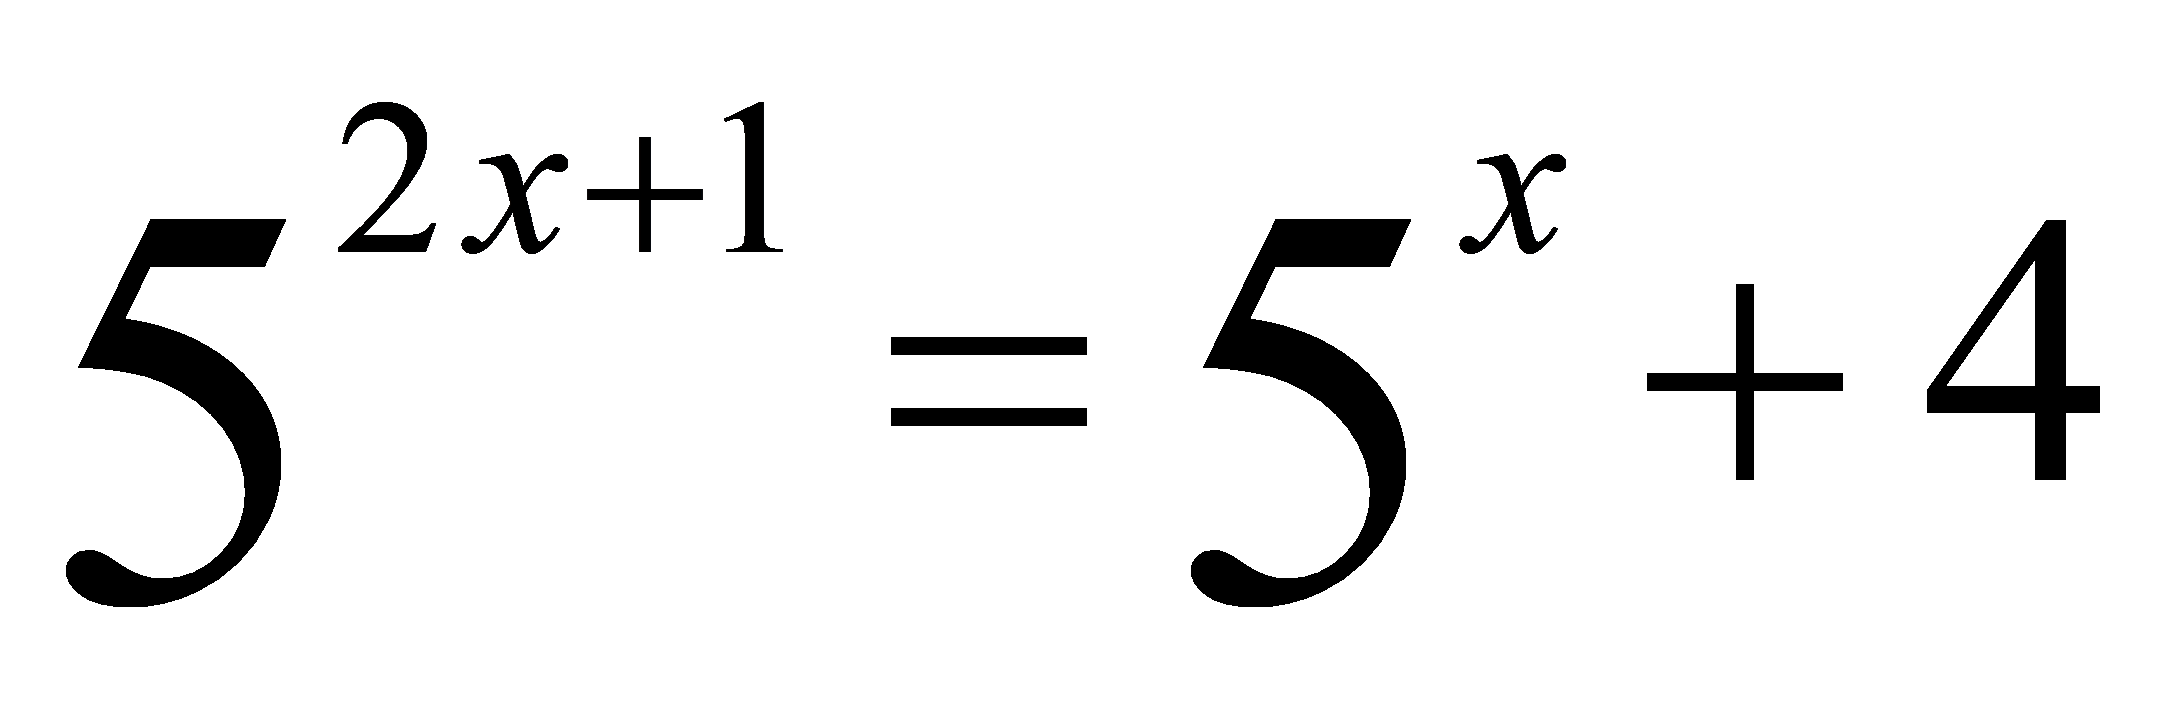 5^{2x+1} = 5^x + 4